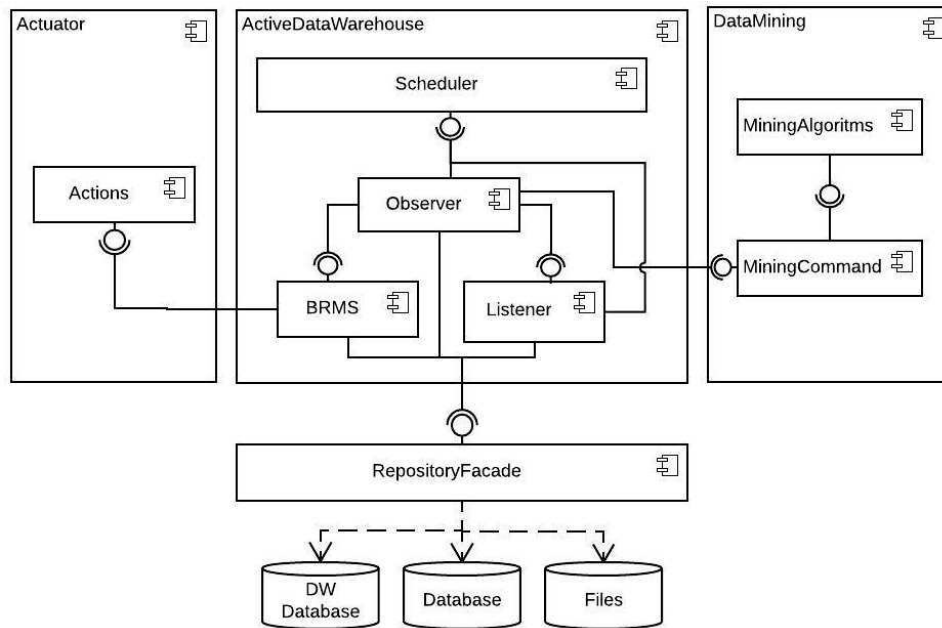 Actuator
ActiveDataWarehouse
DataMining
Scheduler
MiningAlgoritms
Actions
Observer
MiningCommand
BRMS
Listener
RepositoryFacade
DW
Database
Database
Files